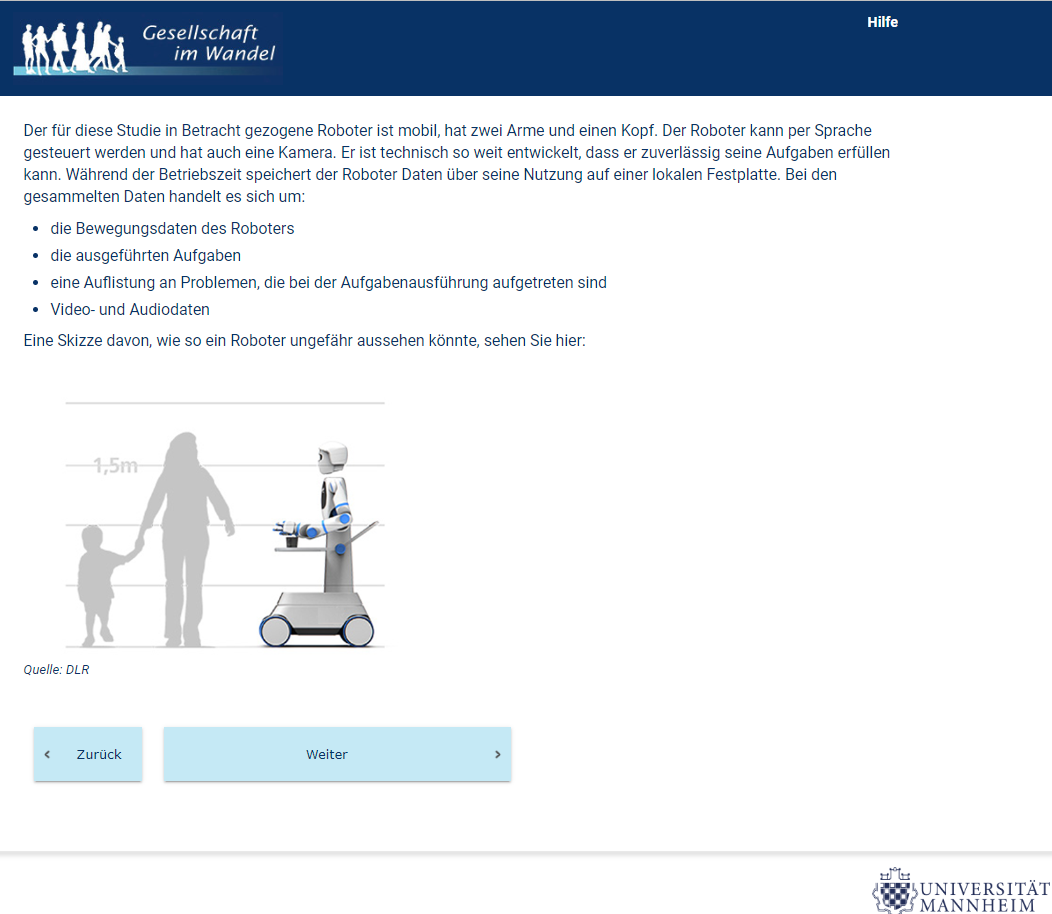 Gesellschaft
im Wandel
Hilfe
Der für diese Studie in Betracht gezogene Roboter ist mobil, hat zwei Arme und einen Kopf. Der Roboter kann per Sprache
gesteuert werden und hat auch eine Kamera. Er ist technisch so weit entwickelt, dass er zuverlässig seine Aufgaben erfüllen
kann. Während der Betriebszeit speichert der Roboter Daten über seine Nutzung auf einer lokalen Festplatte. Bei den
gesammelten Daten handelt es sich um:
• die Bewegungsdaten des Roboters
• die ausgeführten Aufgaben
• eine Auflistung an Problemen, die bei der Aufgabenausführung aufgetreten sind
• Video- und Audiodaten
Eine Skizze davon, wie so ein Roboter ungefähr aussehen könnte, sehen Sie hier:
1,5m
Quelle: DLR
Zurück
Weiter
UNIVERSITÄT
MANNHEIM